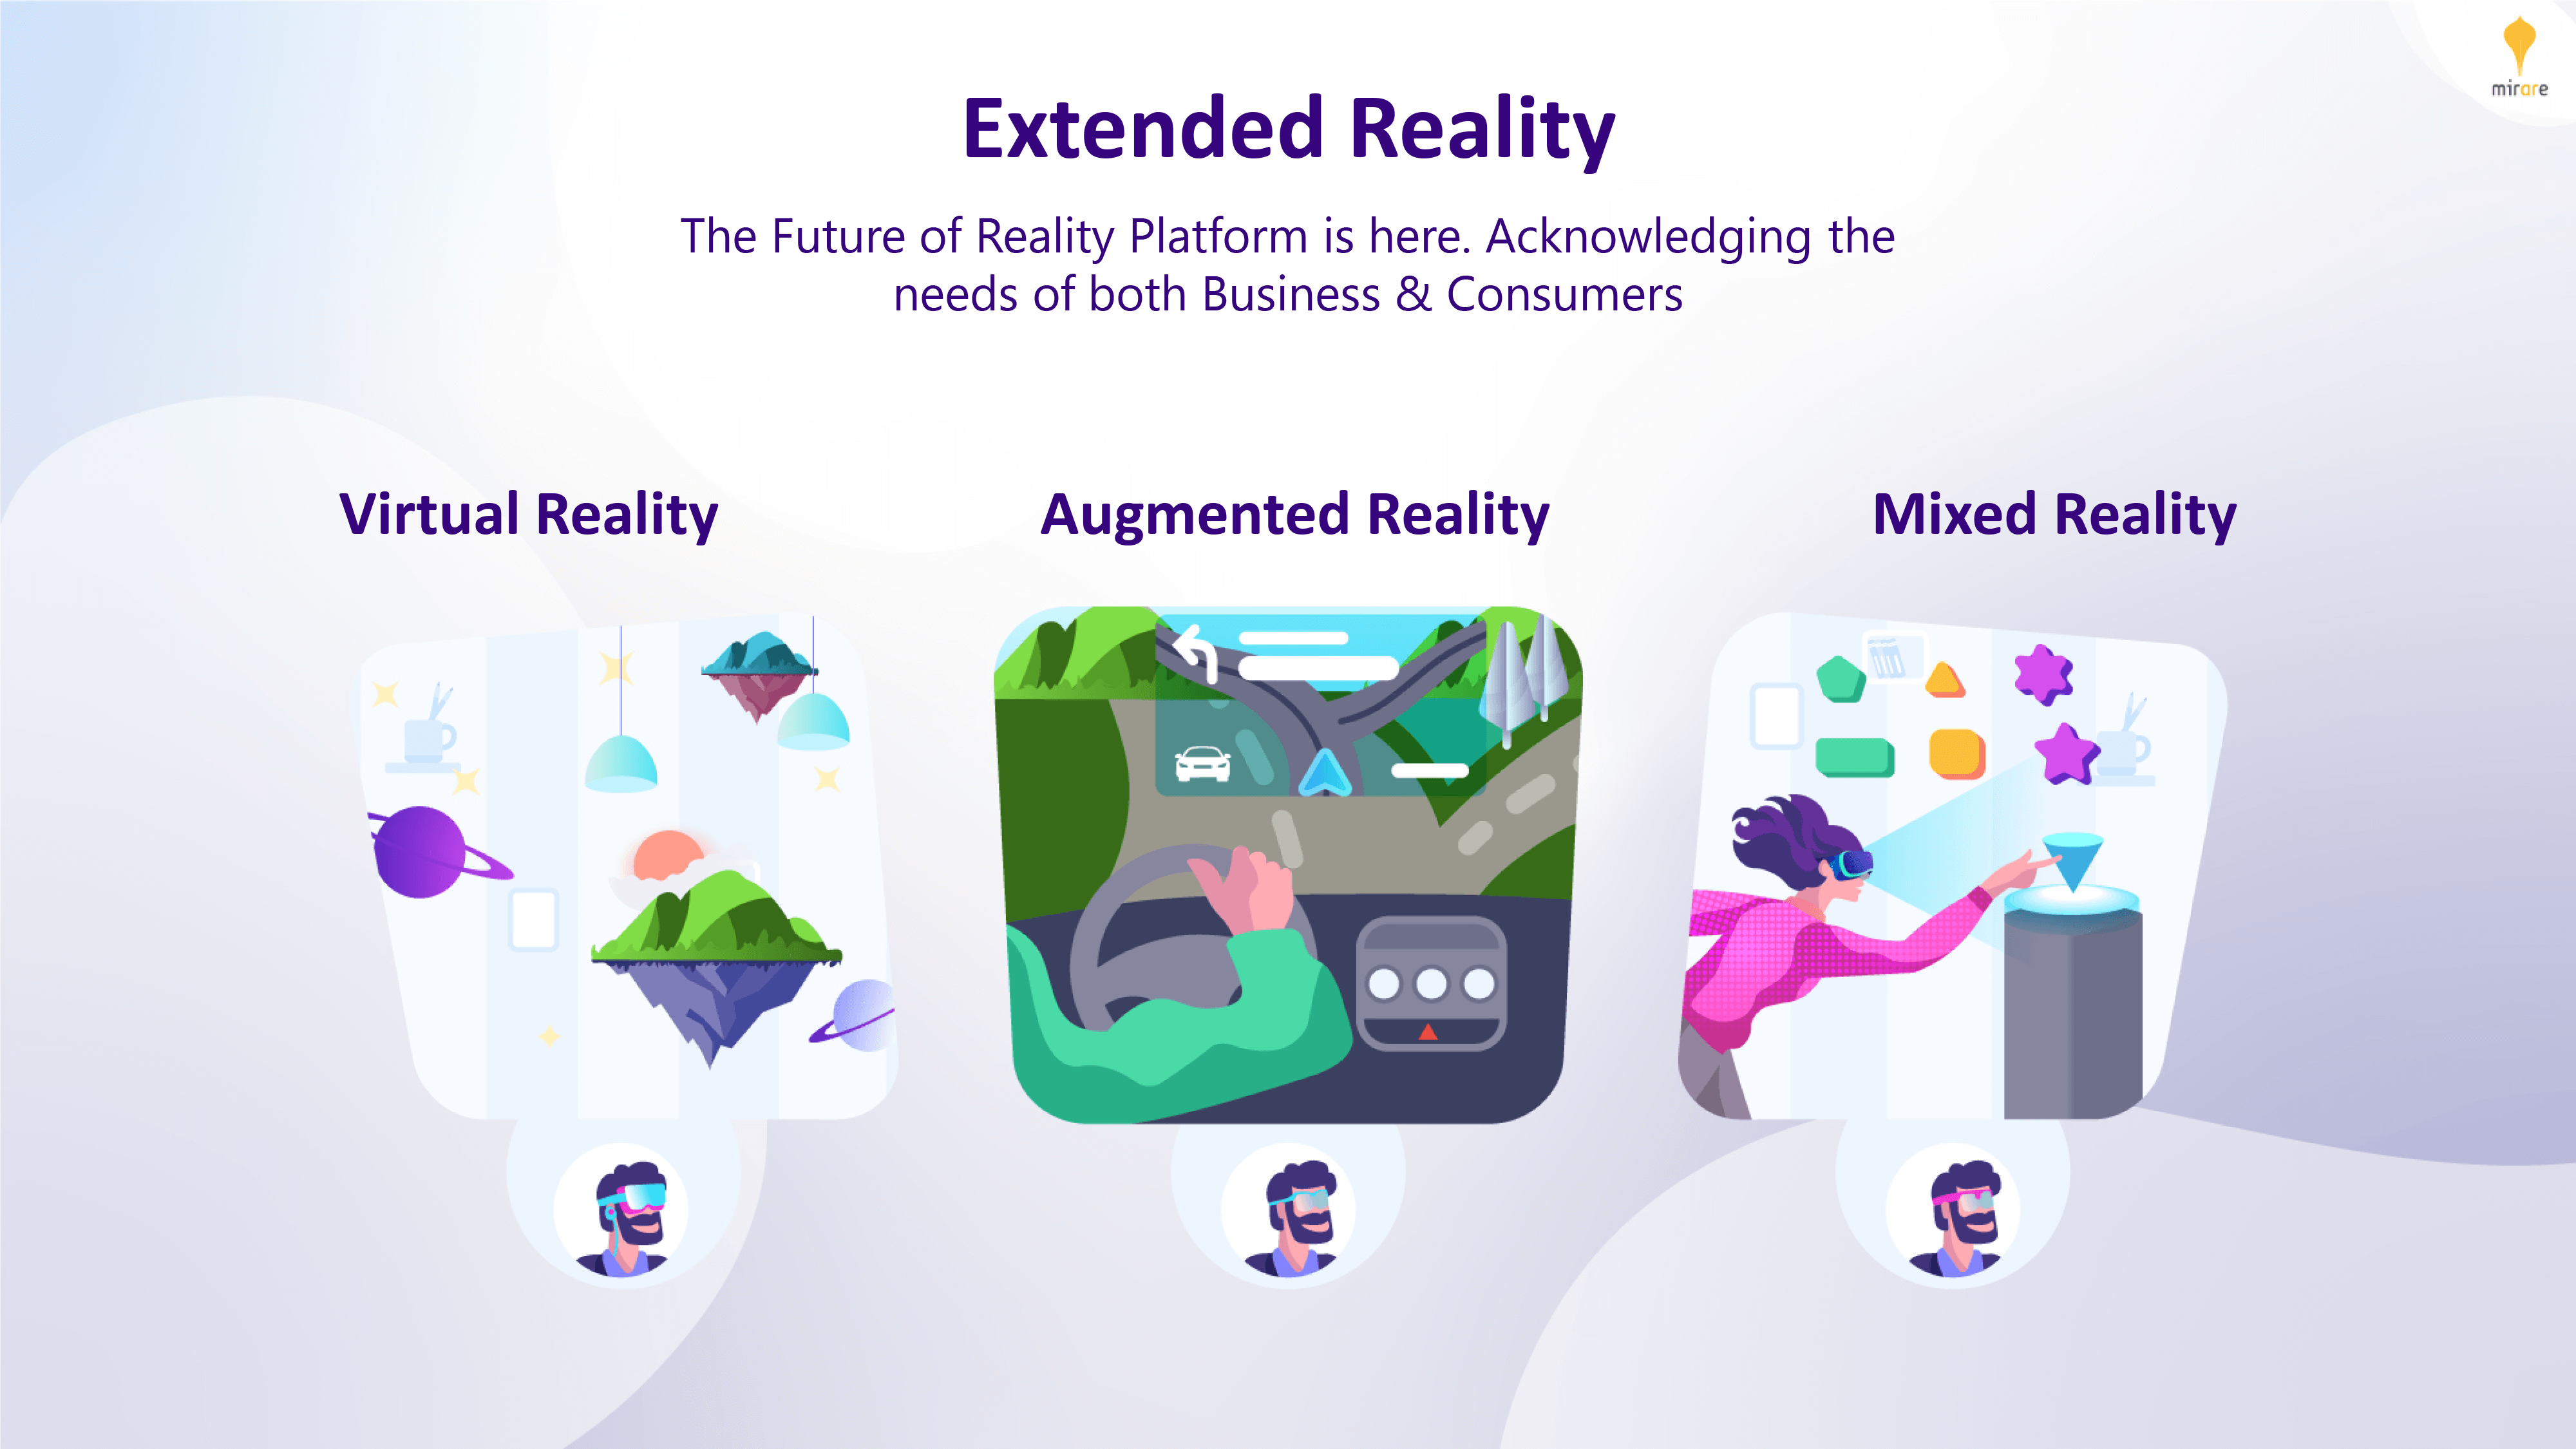 mirare
Extended Reality
The Future of Reality Platform is here. Acknowledging the
needs of both Business & Consumers
Virtual Reality
Augmented Reality
Mixed Reality